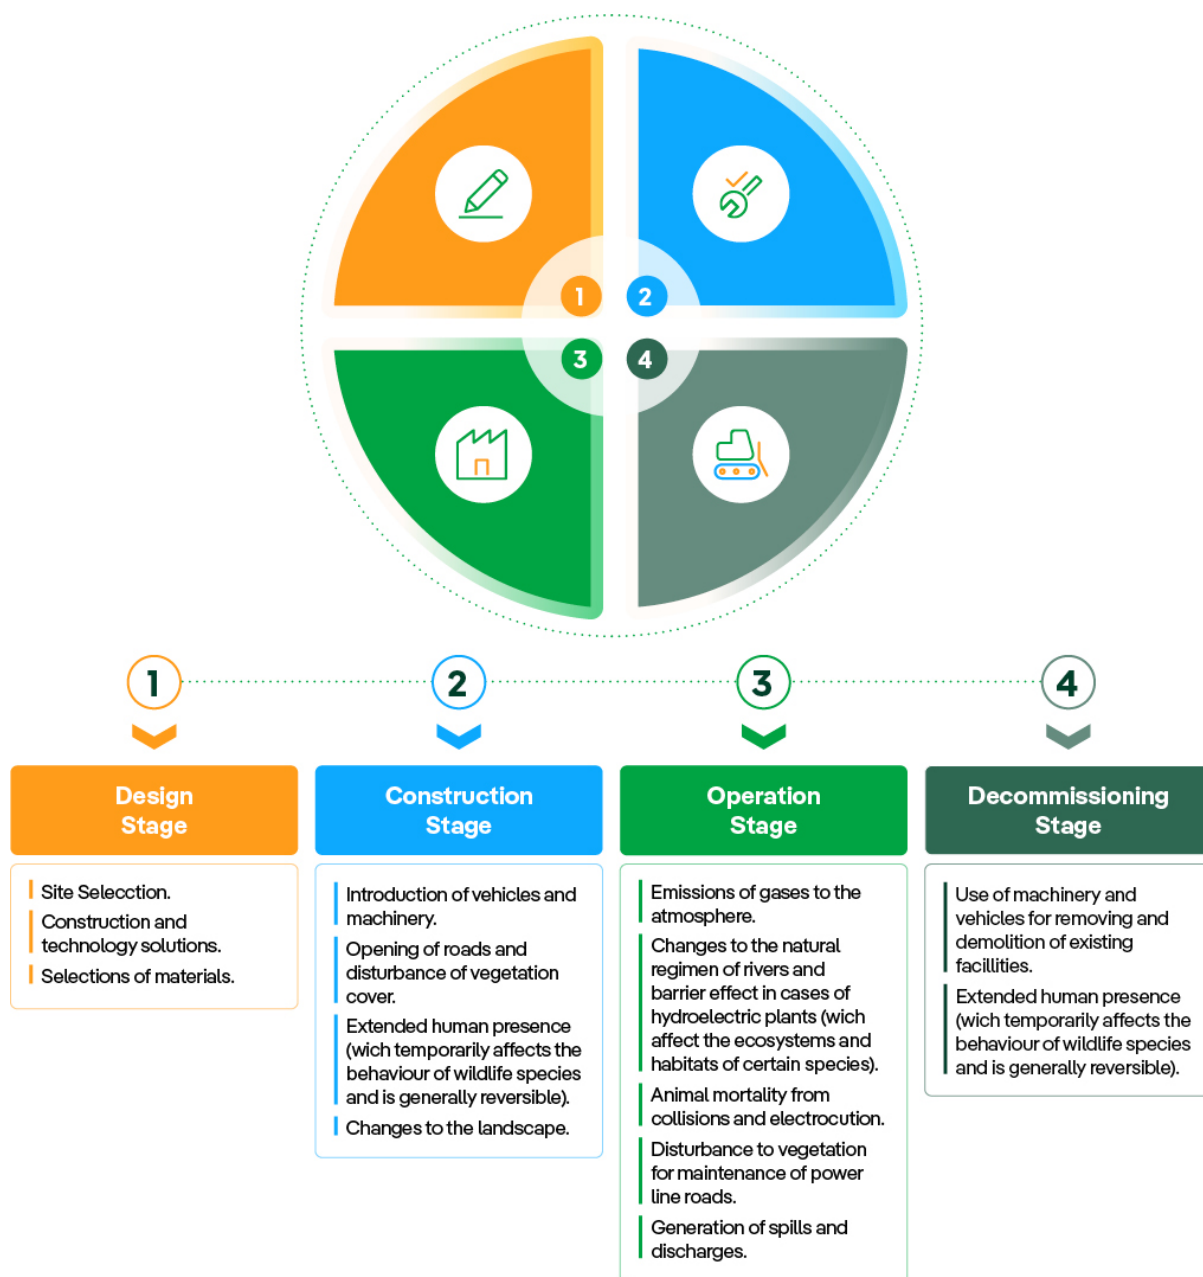 1
2
3
4
1
2
3
4
Design
Stage
Site Selecction.
Construction and
technology solutions.
Selections of materials.
Construction
Stage
Introduction of vehicles and
machinery.
Opening of roads and
disturbance of vegetation
cover.
Extended human presence
(wich temporarily affects the
behaviour of wildlife species
and is generally reversible).
Changes to the landscape.
Operation
Stage
Emissions of gases to the
atmosphere.
Changes to the natural
regimen of rivers and
barrier effect in cases of
hydroelectric plants (wich
affect the ecosystems and
habitats of certain species).
Animal mortality from
collisions and electrocution.
Disturbance to vegetation
for maintenance of power
line roads.
Generation of spills and
discharges.
Decommissioning
Stage
Use of machinery and
vehicles for removing and
demolition of existing
facillities.
Extended human presence
(wich temporarily affects the
behaviour of wildlife species
and is generally reversible).